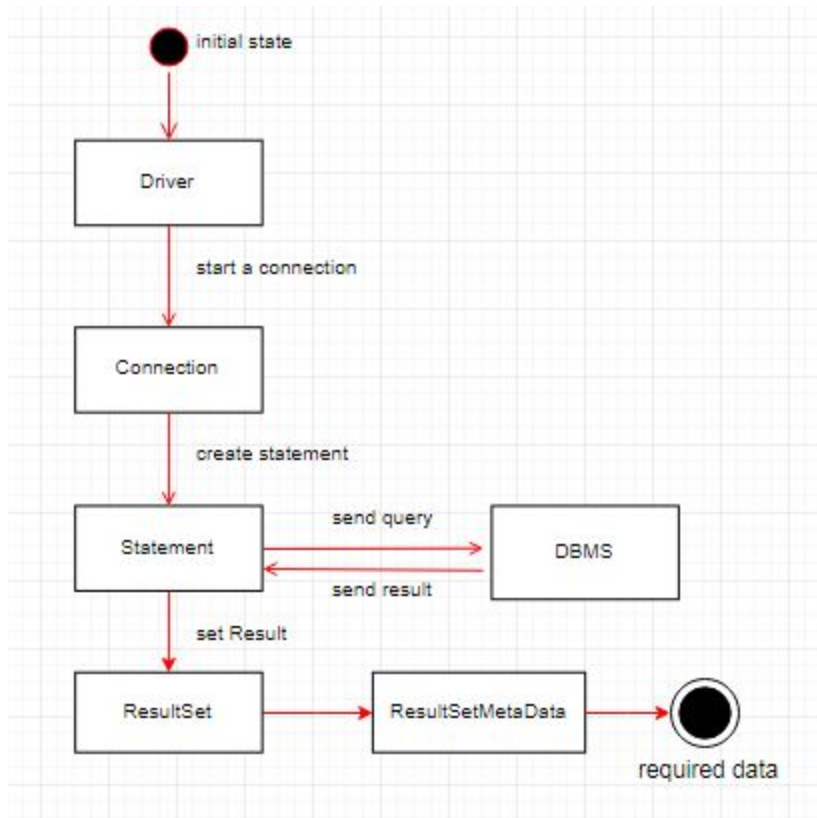 initial state
Driver
start a connection
Connection
create statement
send query
Statement
DBMS
send result
set Result
ResultSet
ResultSetMetaData
required data